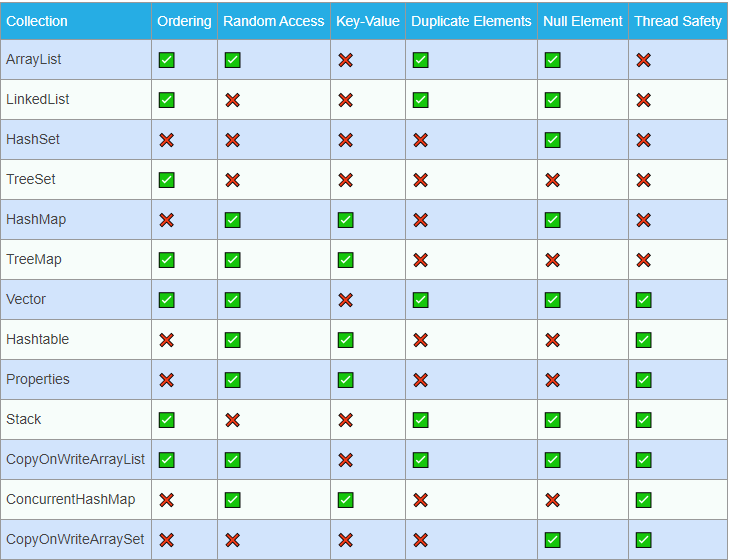 Collection Ordering Random Access Key-Value Duplicate Elements Null Element Thread Safety
ArrayList ✅ ✅ ❌ ✅ ✅ ❌
LinkedList ✅ ❌ ❌ ✅ ✅ ❌
HashSet ❌ ❌ ❌ ❌ ✅ ❌
TreeSet ✅ ❌ ❌ ❌ ❌ ❌
HashMap ❌ ✅ ✅ ❌ ✅ ❌
TreeMap ✅ ✅ ✅ ❌ ❌ ❌
Vector ✅ ✅ ❌ ✅ ✅ ✅
Hashtable ❌ ✅ ✅ ❌ ❌ ✅
Properties ❌ ✅ ✅ ❌ ❌ ✅
Stack ✅ ❌ ❌ ✅ ✅ ✅
CopyOnWriteArrayList ✅ ✅ ❌ ✅ ✅ ✅
ConcurrentHashMap ❌ ✅ ✅ ❌ ❌ ✅
CopyOnWriteArraySet ❌ ❌ ❌ ❌ ✅ ✅